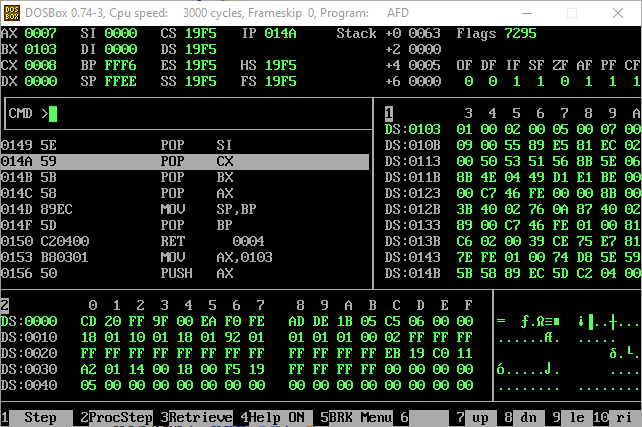 DOSBox 0.74-3, Cpu speed: 3000 cycles, Frameskip 0, Program: AFD
AX 0007 SI 0000 CS 19F5 IP 014A Stack +0 0063 Flags 7295
BX 0103 DI 0000 DS 19F5 +2 0000
CX 0008 BP FFF6 ES 19F5 HS 19F5 +4 0005 OF DF IF SF ZF AF PF CF
DX 0000 SP FFEE SS 19F5 FS 19F5 +6 0000 0 0 1 1 0 1 1 1
CMD > 1 3 4 5 6 7 8 9 A
DS:0103 01 00 02 00 05 00 07 00
0149 5E POP SI DS:010B 09 00 55 89 E5 81 EC 02
014A 59 POP CX DS:0113 00 50 53 51 56 8B 5E 06
014B 5B POP BX DS:011B 8B 4E 04 49 D1 E1 BE 00
014C 58 POP AX DS:0123 00 C7 46 FE 00 00 8B 00
014D 89EC MOV SP,BP DS:012B 3B 40 02 76 0A 87 40 02
014F 5D POP BP DS:0133 89 00 C7 46 FE 01 00 81
0150 C20400 RET 0004 DS:013B C6 02 00 39 CE 75 E7 81
0153 B80301 MOV AX,0103 DS:0143 7E FE 01 00 74 D8 5E 59
0156 50 PUSH AX DS:014B 5B 58 89 EC 5D C2 04 00
2 0 1 2 3 4 5 6 7 8 9 A B C D E F
DS:0000 CD 20 FF 9F 00 EA F0 FE AD DE 1B 05 C5 06 00 00
DS:0010 18 01 10 01 18 01 92 01 01 01 01 00 02 FF FF FF
DS:0020 FF FF FF FF FF FF FF FF FF FF FF FF EB 19 C0 11
DS:0030 A2 01 14 00 18 00 F5 19 FF FF FF FF 00 00 00 00
DS:0040 05 00 00 00 00 00 00 00 00 00 00 00 00 00 00 00
1 Step 2ProcStep 3Retrieve 4Help ON 5BRK Menu 6 7 up 8 dn 9 le 10 ri